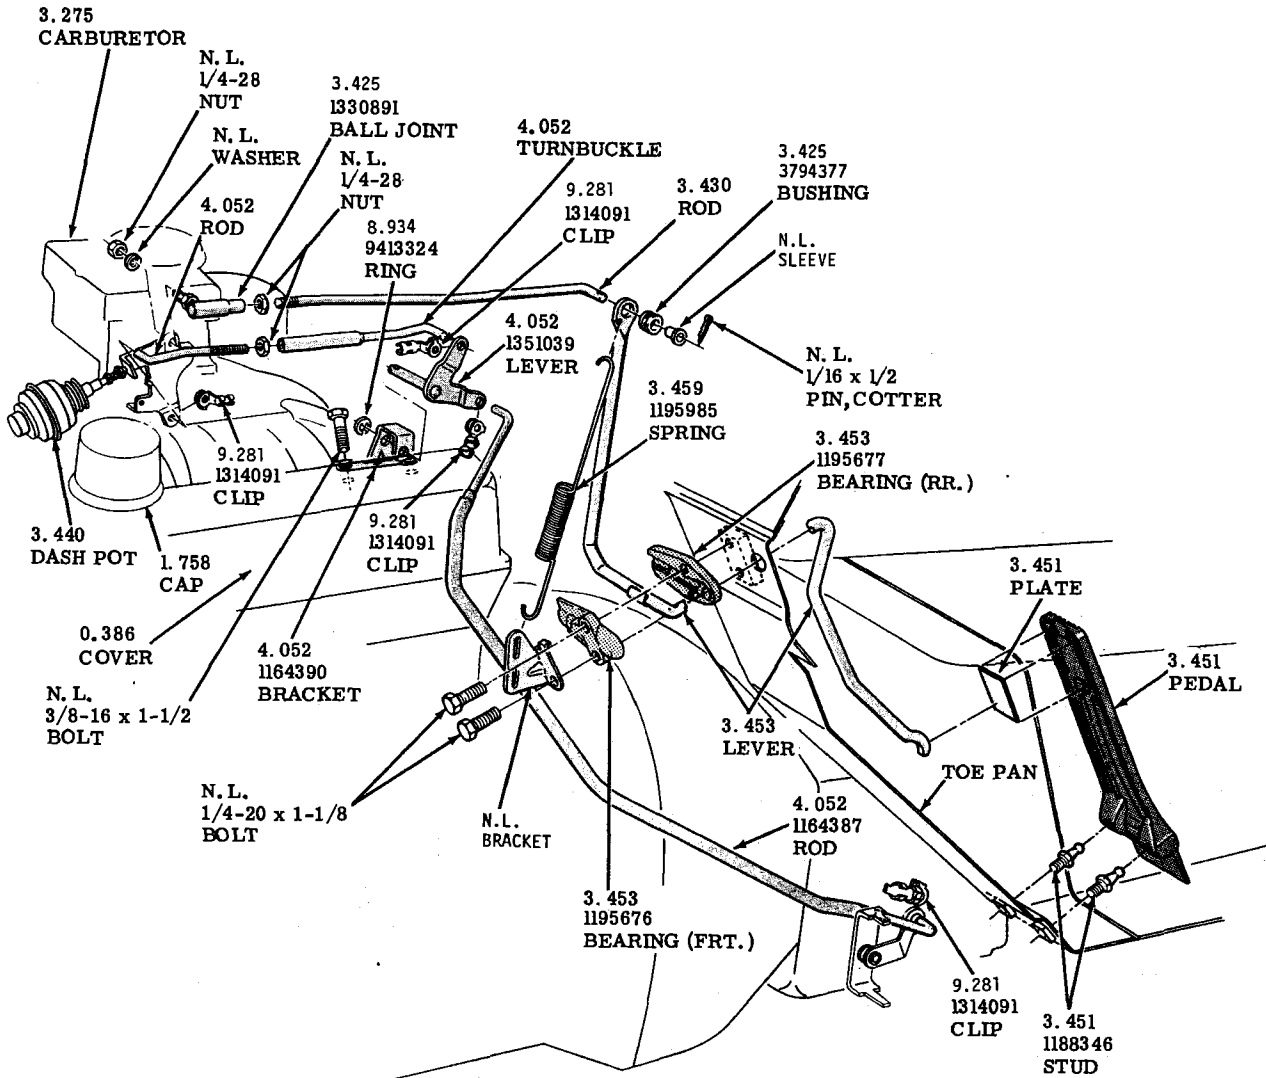 3.275
CARBURETOR
N. L.
1/4-28
NUT
3.425
1330891
BALL JOINT
N. L.
WASHER
N. L.
1/4-28
NUT
4.052
TURNBUCKLE
3.425
3794377
BUSHING
9.281
1314091
CLIP
3.430
ROD
4.052
ROD
8.934
9413324
RING
N.L.
SLEEVE
4.052
1351039
LEVER
N. L.
1/16 x 1/2
PIN, COTTER
3.459
1195985
SPRING
3.453
1195677
BEARING (RR.)
9.281
1314091
CLIP
9.281
1314091
CLIP
3.440
DASH POT
1.758
CAP
3.451
PLATE
0.386
COVER
4.052
1164390
BRACKET
3.451
PEDAL
N. L.
3/8-16 x 1-1/2
BOLT
3.453
LEVER
TOE PAN
N. L.
1/4-20 x 1-1/8
BOLT
N.L.
BRACKET
4.052
1164387
ROD
3.453
1195676
BEARING (FRT.)
9.281
1314091
CLIP
3.451
1188346
STUD